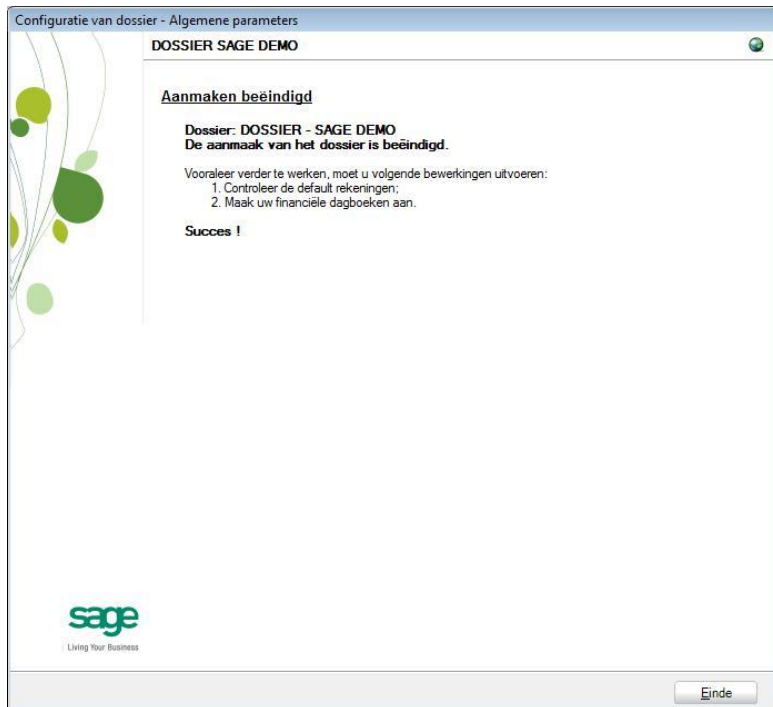 Configuratie van dossier - Algemene parameters
DOSSIER SAGE DEMO
Aanmaken beëindigd
Dossier: DOSSIER - SAGE DEMO
De aanmaak van het dossier is beëindigd.
Vooraleer verder te werken, moet u volgende bewerkingen uitvoeren:
1. Controleer de default rekeningen;
2. Maak uw financiële dagboeken aan.
Succes !
sage
Living Your Business
Einde